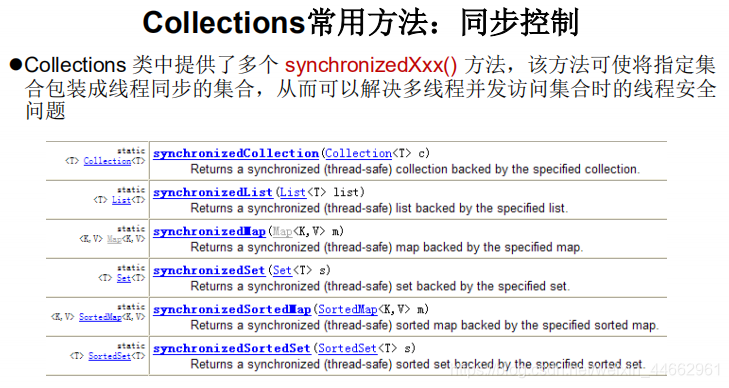 Collections常用方法：同步控制
●Collections 类中提供了多个 synchronizedXxx() 方法，该方法可使将指定集
合包装成线程同步的集合，从而可以解决多线程并发访问集合时的线程安全
问题
static
<T> Collection<T>
synchronizedCollection(Collection<T> c)
Returns a synchronized (thread-safe) collection backed by the specified collection.
static
<T> List<T>
synchronizedList(List<T> list)
Returns a synchronized (thread-safe) list backed by the specified list.
static
<K,V> Map<K,V>
synchronizedMap(Map<K,V> m)
Returns a synchronized (thread-safe) map backed by the specified map.
static
<T> Set<T>
synchronizedSet(Set<T> s)
Returns a synchronized (thread-safe) set backed by the specified set.
static
<K,V> SortedMap<K,V>
synchronizedSortedMap(SortedMap<K,V> m)
Returns a synchronized (thread-safe) sorted map backed by the specified sorted map.
static
<T> SortedSet<T>
synchronizedSortedSet(SortedSet<T> s)
Returns a synchronized (thread-safe) sorted set backed by the specified sorted set.